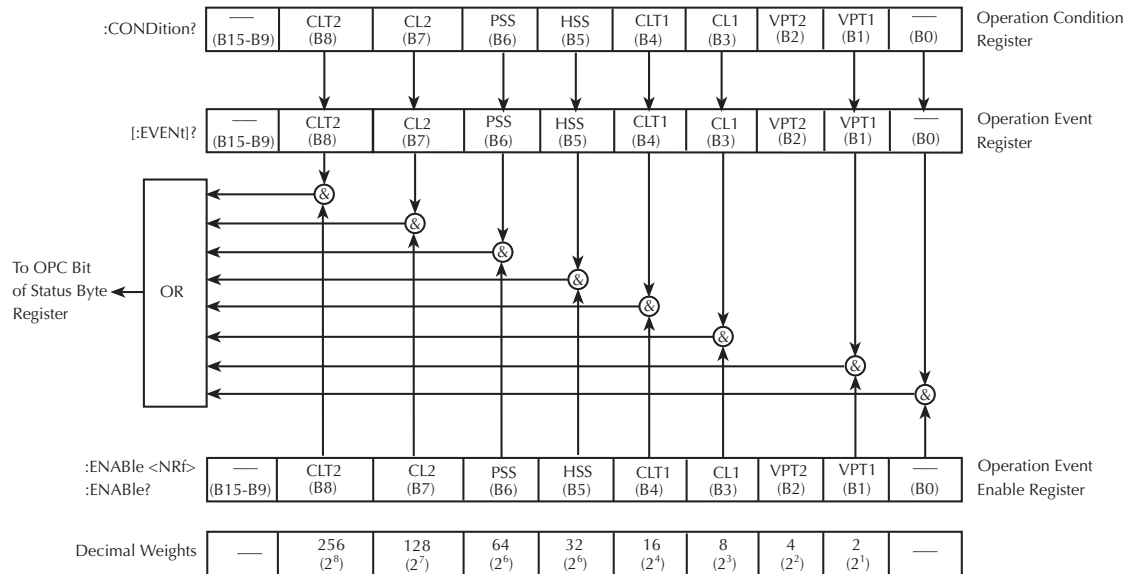 :CONDition?
——
(B15-B9)
CLT2
(B8)
CL2
(B7)
PSS
(B6)
HSS
(B5)
CLT1
(B4)
CL1
(B3)
VPT2
(B2)
VPT1
(B1)
——
(B0)
Operation Condition
Register
[:EVENt]?
——
(B15-B9)
CLT2
(B8)
CL2
(B7)
PSS
(B6)
HSS
(B5)
CLT1
(B4)
CL1
(B3)
VPT2
(B2)
VPT1
(B1)
——
(B0)
Operation Event
Register
&
&
&
&
&
&
&
&
To OPC Bit
of Status Byte
Register
OR
:ENABle <NRf>
:ENABle?
——
(B15-B9)
CLT2
(B8)
CL2
(B7)
PSS
(B6)
HSS
(B5)
CLT1
(B4)
CL1
(B3)
VPT2
(B2)
VPT1
(B1)
——
(B0)
Operation Event
Enable Register
Decimal Weights
——
256
(2⁸)
128
(2⁷)
64
(2⁶)
32
(2⁶)
16
(2⁴)
8
(2³)
4
(2²)
2
(2¹)
——